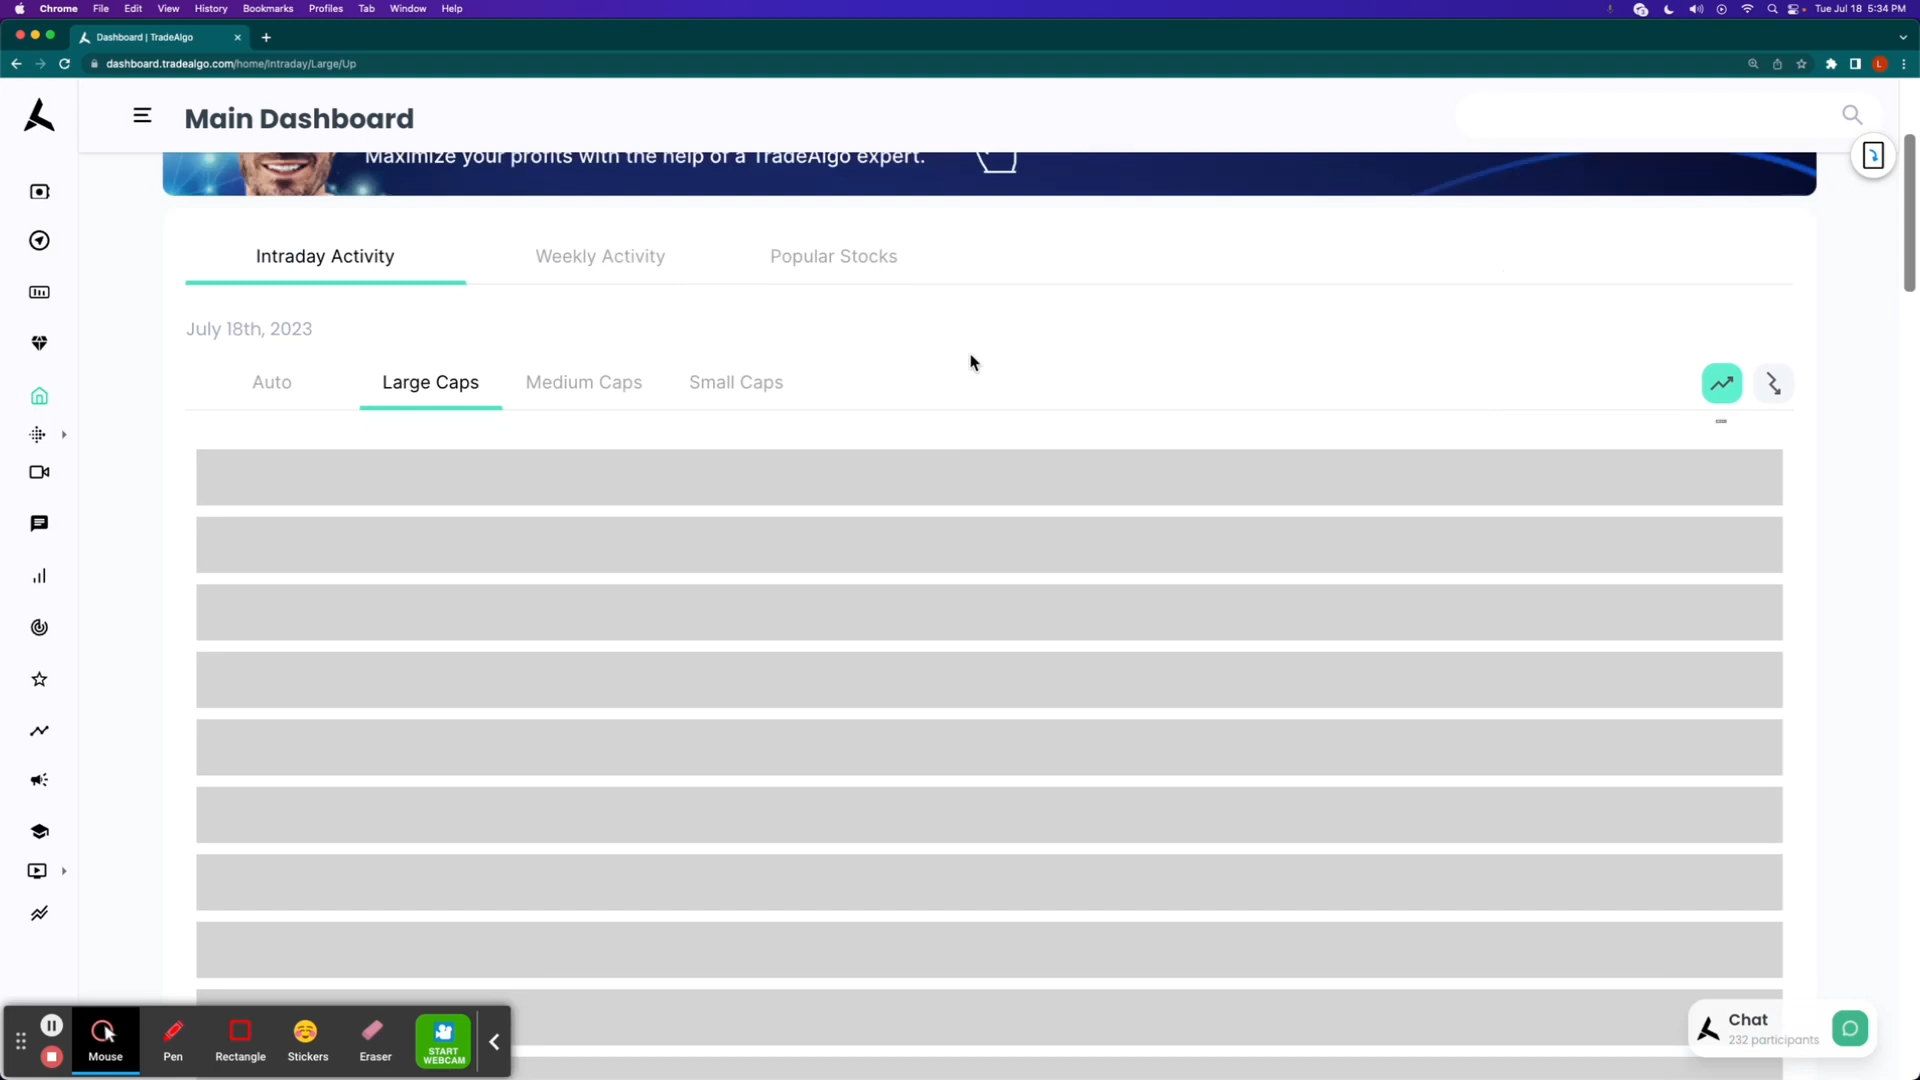 Chrome File Edit View History Bookmarks Profiles Tab Window Help Tue Jul 18 5:34 PM
Dashboard | TradeAlgo
dashboard.tradealgo.com/home/Intraday/Large/Up L
Main Dashboard
Maximize your profits with the help of a TradeAlgo expert.
Intraday Activity Weekly Activity Popular Stocks
July 18th, 2023
Auto Large Caps Medium Caps Small Caps
Chat
232 participants
Mouse Pen Rectangle Stickers Eraser START
WEBCAM